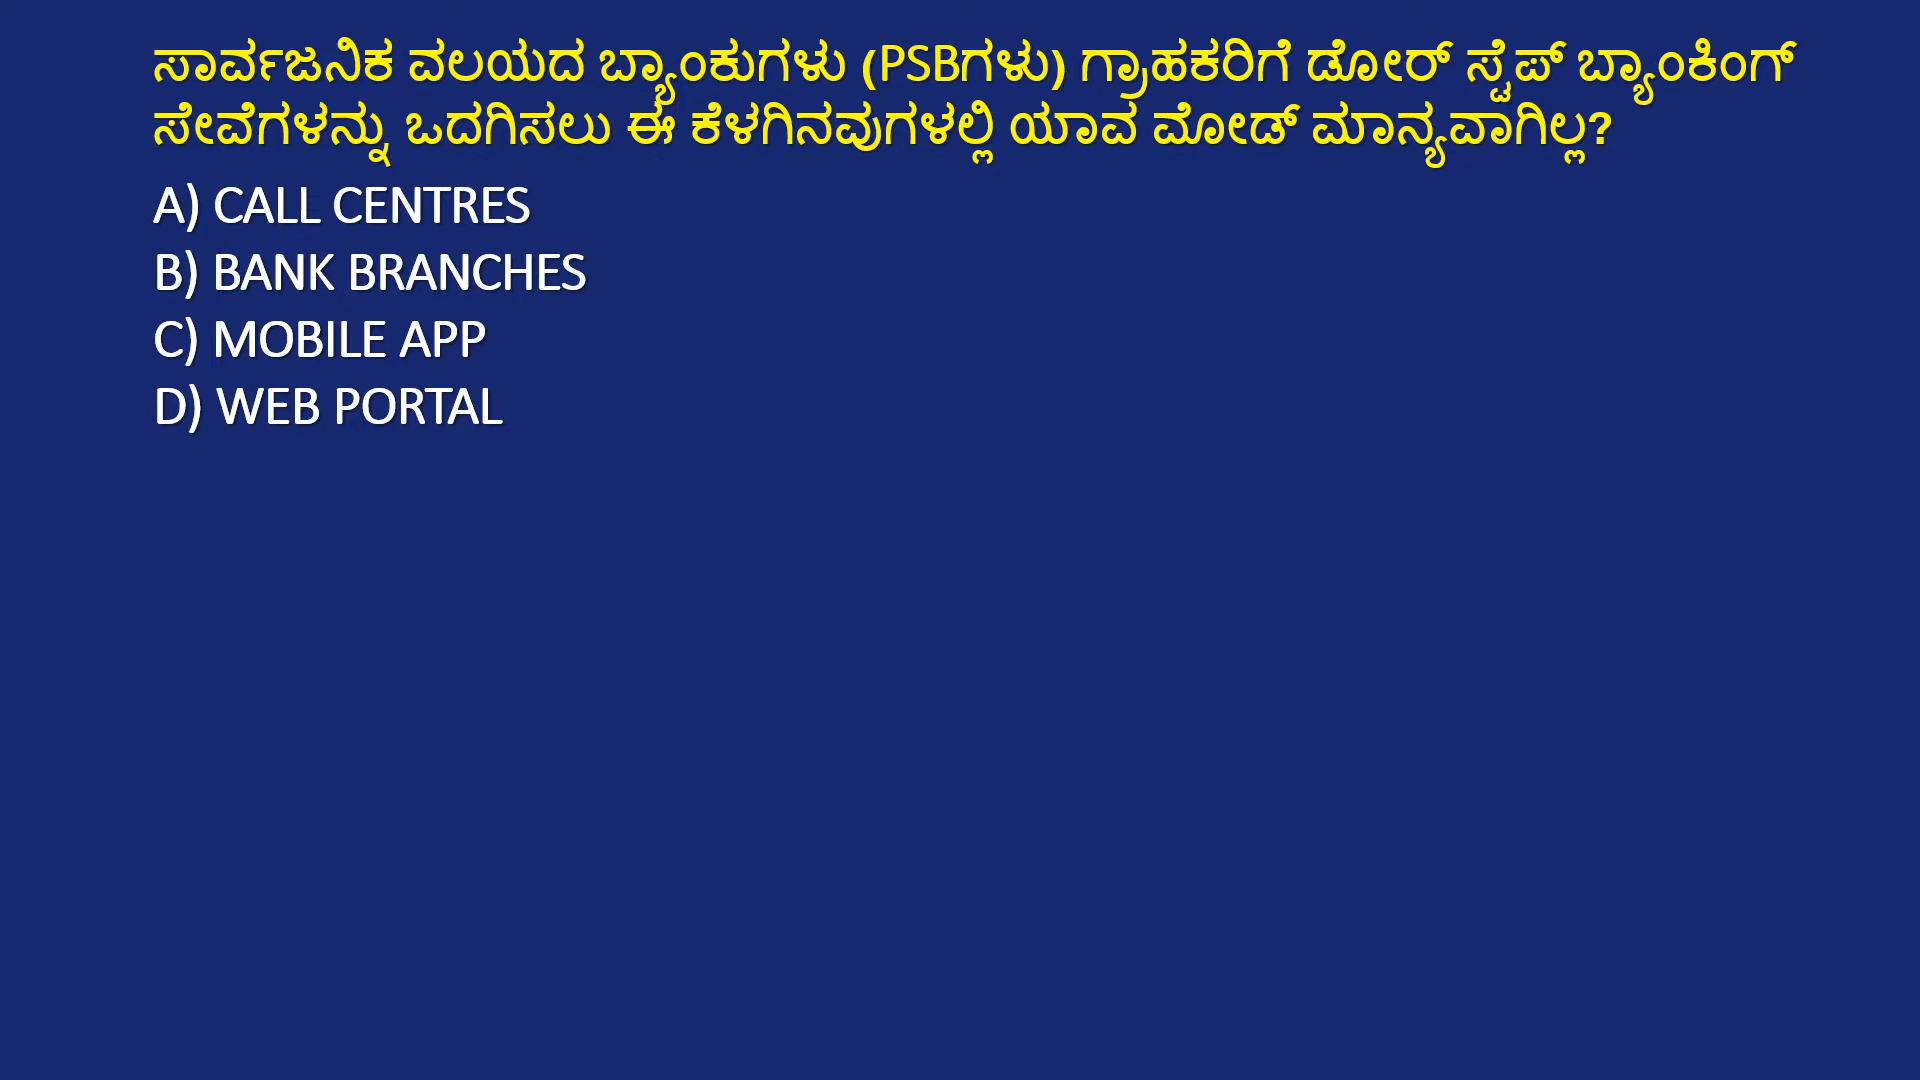 ಸಾರ್ವಜನಿಕ ವಲಯದ ಬ್ಯಾಂಕುಗಳು (PSBಗಳು) ಗ್ರಾಹಕರಿಗೆ ಡೋರ್ ಸ್ಟೆಪ್ ಬ್ಯಾಂಕಿಂಗ್
ಸೇವೆಗಳನ್ನು ಒದಗಿಸಲು ಈ ಕೆಳಗಿನವುಗಳಲ್ಲಿ ಯಾವ ಮೋಡ್ ಮಾನ್ಯವಾಗಿಲ್ಲ?
A) CALL CENTRES
B) BANK BRANCHES
C) MOBILE APP
D) WEB PORTAL